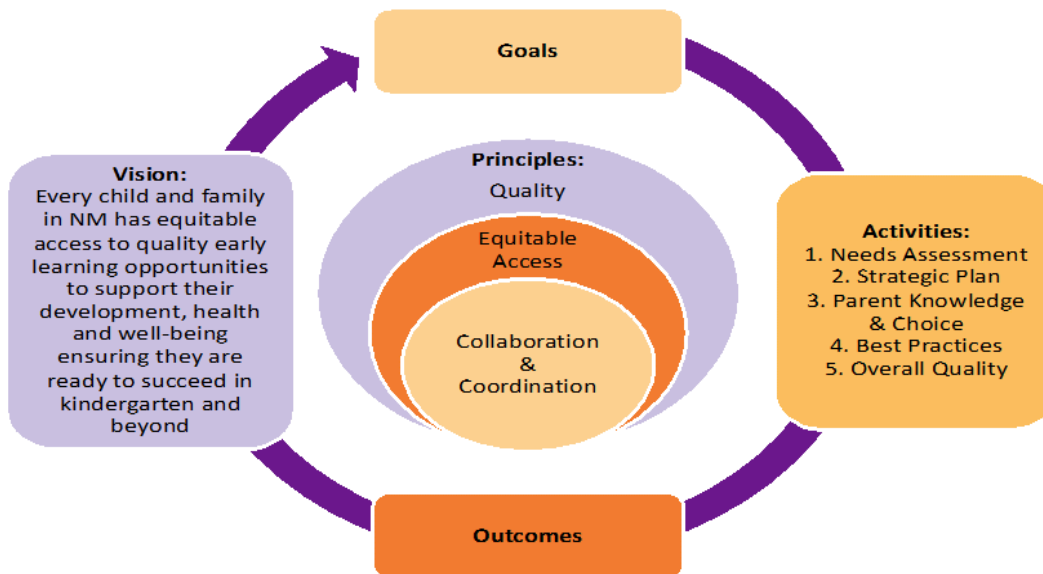 Goals
Vision:
Every child and family
in NM has equitable
access to quality early
learning opportunities
to support their
development, health
and well-being
ensuring they are
ready to succeed in
kindergarten and
beyond
Principles:
Quality
Equitable
Access
Collaboration
&
Coordination
Activities:
1. Needs Assessment
2. Strategic Plan
3. Parent Knowledge
& Choice
4. Best Practices
5. Overall Quality
Outcomes